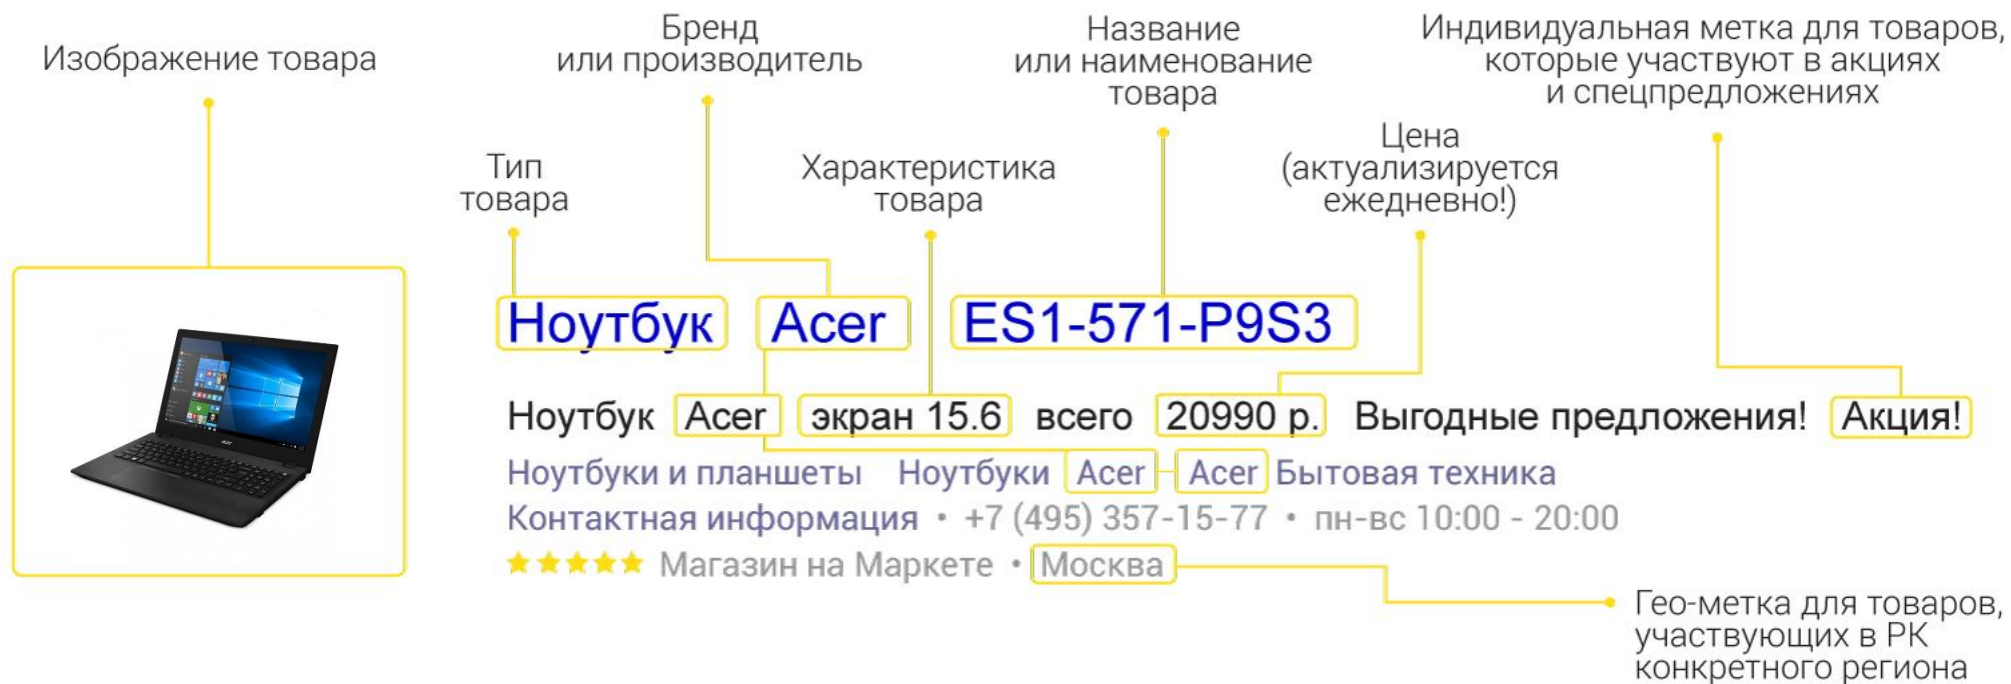 Изображение товара
Бренд
или производитель
Название
или наименование
товара
Индивидуальная метка для товаров,
которые участвуют в акциях
и спецпредложениях
Тип
товара
Характеристика
товара
Цена
(актуализируется
ежедневно!)
Ноутбук Acer ES1-571-P9S3
Ноутбук Acer экран 15.6 всего 20990 р. Выгодные предложения! Акция!
Ноутбуки и планшеты Ноутбуки Acer Acer Бытовая техника
Контактная информация • +7 (495) 357-15-77 • пн-вс 10:00 - 20:00
Магазин на Маркете • Москва
Гео-метка для товаров,
участвующих в РК
конкретного региона